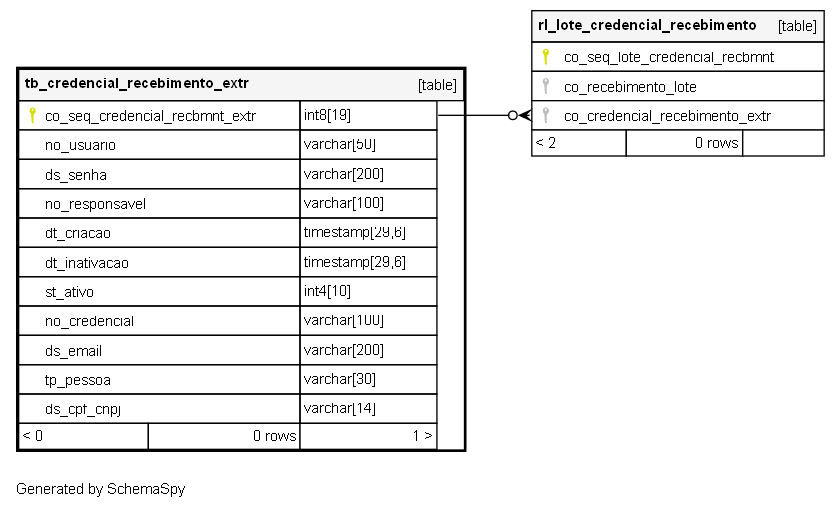 rl_lote_credencial_recebimento [table]
co_seq_lote_credencial_recbmnt
co_recebimento_lote
co_credencial_recebimento_extr
< 2 0 rows
tb_credencial_recebimento_extr [table]
co_seq_credencial_recbmnt_extr int8[19]
no_usuario varchar[50]
ds_senha varchar[200]
no_responsavel varchar[100]
dt_criacao timestamp[29,6]
dt_inativacao timestamp[29,6]
st_ativo int4[10]
no_credencial varchar[100]
ds_email varchar[200]
tp_pessoa varchar[30]
ds_cpf_cnpj varchar[14]
< 0 0 rows 1 >
Generated by SchemaSpy